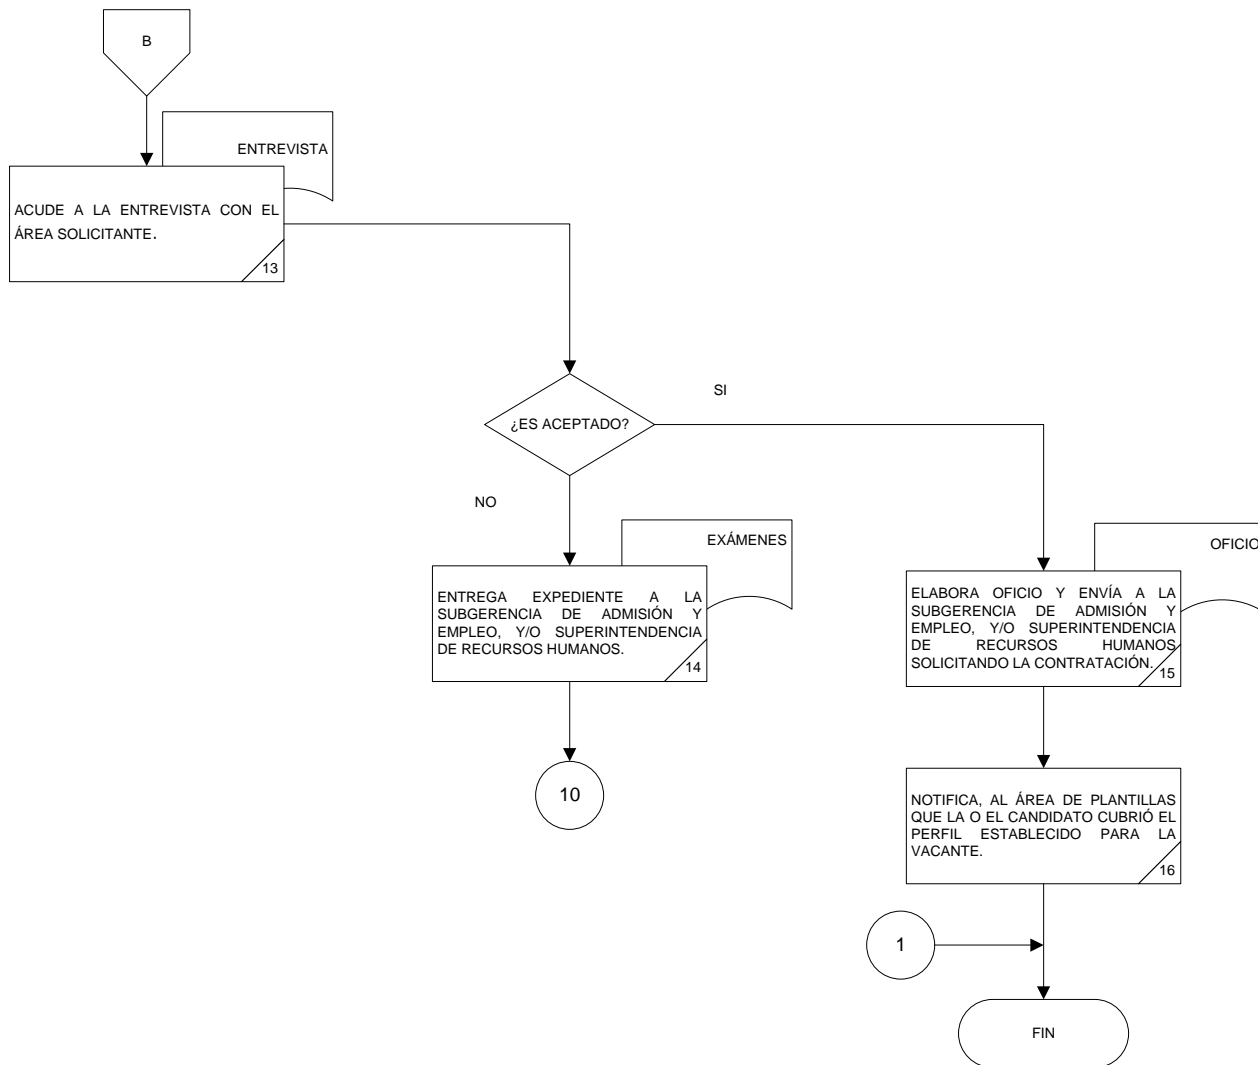 B
ENTREVISTA
ACUDE A LA ENTREVISTA CON EL
ÁREA SOLICITANTE.
13
¿ES ACEPTADO?
SI
NO
EXÁMENES
ENTREGA EXPEDIENTE A LA
SUBGERENCIA DE ADMISIÓN Y
EMPLEO, Y/O SUPERINTENDENCIA
DE RECURSOS HUMANOS.
14
10
OFICIO
ELABORA OFICIO Y ENVÍA A LA
SUBGERENCIA DE ADMISIÓN Y
EMPLEO, Y/O SUPERINTENDENCIA
DE RECURSOS HUMANOS
SOLICITANDO LA CONTRATACIÓN.
15
NOTIFICA, AL ÁREA DE PLANTILLAS
QUE LA O EL CANDIDATO CUBRIÓ EL
PERFIL ESTABLECIDO PARA LA
VACANTE.
16
1
FIN